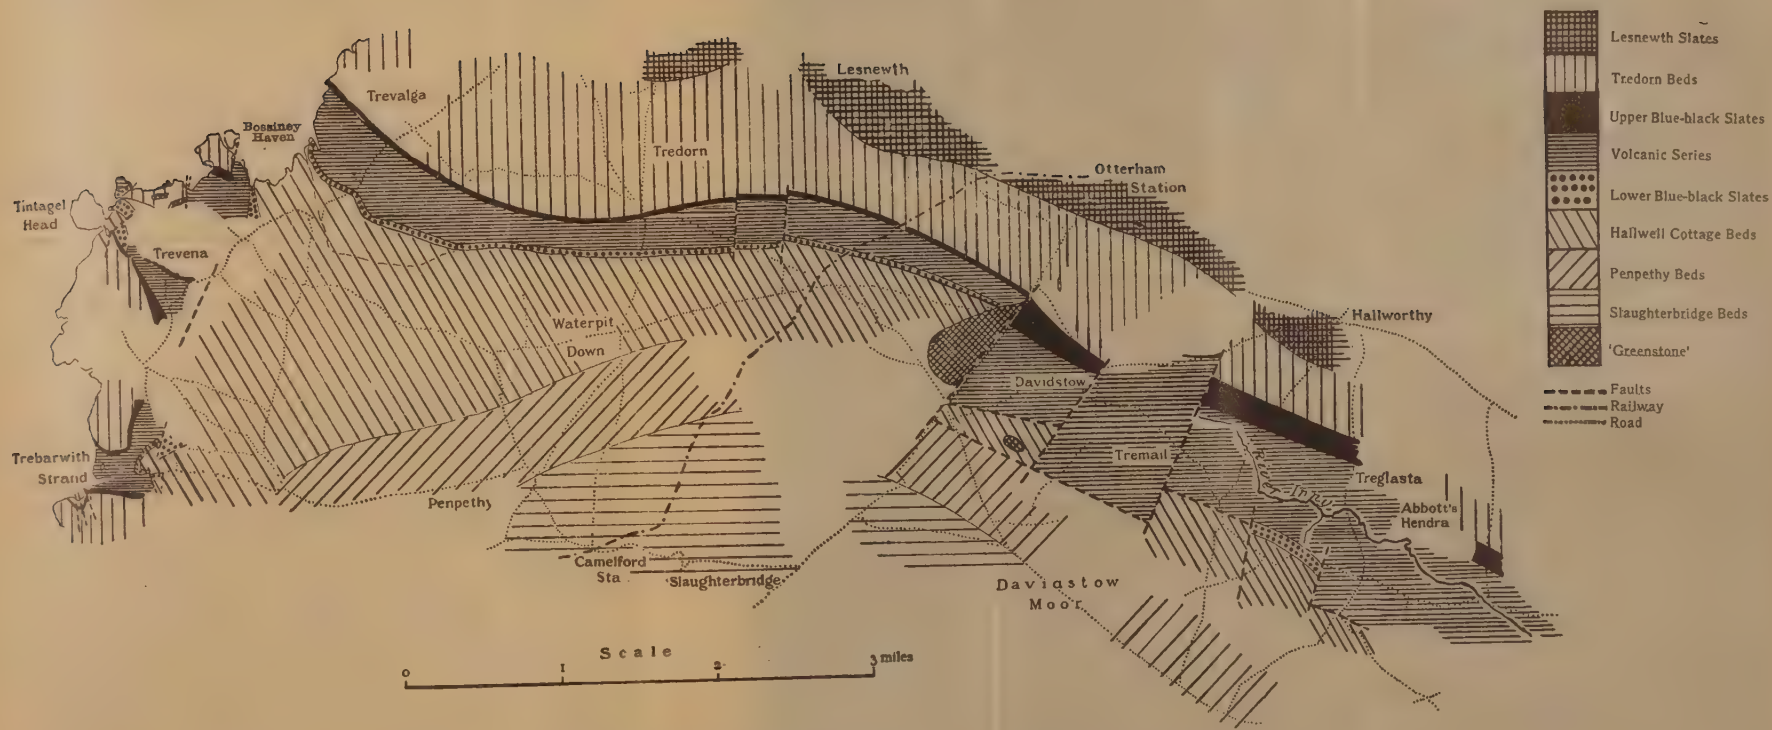 Lesnewth
Trevalga
Bossiney
Haven
Tredorn
Otterham
Station
Tintagel
Head
Trevena
Waterpit
Down
Hallworthy
Davidstow
Trebarwith
Strand
Tremail
Penpethy
Treglasta
River Inny
Abbott's
Hendra
Camelford
Sta
Slaughterbridge
Davidstow
Moor
Scale
0 1 2 3 miles
Lesnewth Slates
Tredorn Beds
Upper Blue-black Slates
Volcanic Series
Lower Blue-black Slates
Hallwell Cottage Beds
Penpethy Beds
Slaughterbridge Beds
'Greenstone'
Faults
Railway
Road